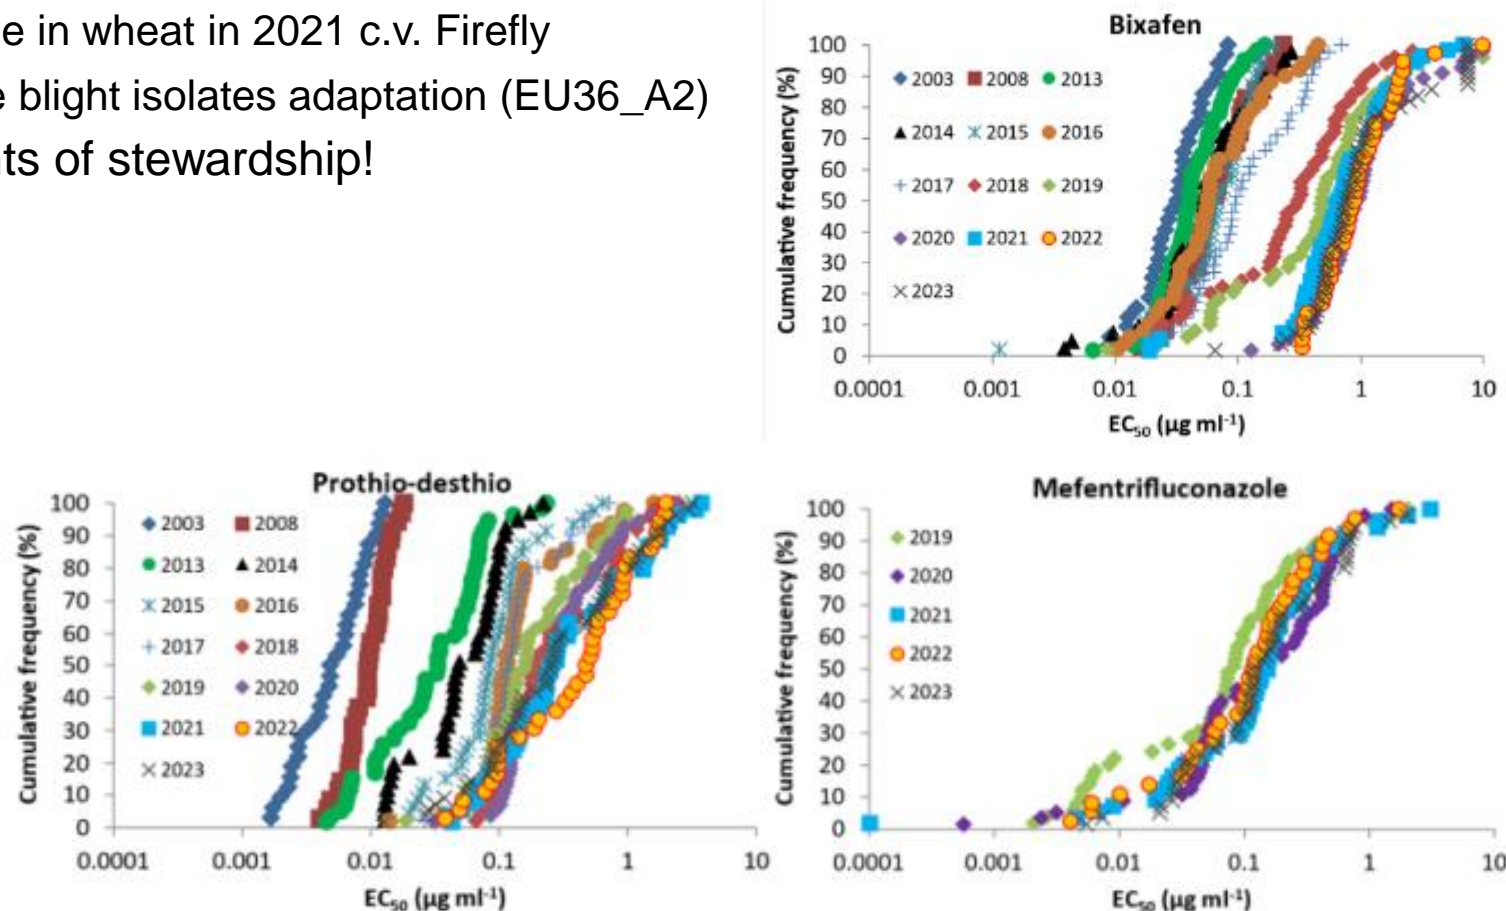 e in wheat in 2021 c.v. Firefly
e blight isolates adaptation (EU36_A2)
nts of stewardship!
Bixafen
Cumulative frequency (%)
100
90
80
70
60
50
40
30
20
10
0
2003 2008 2013
2014 2015 2016
2017 2018 2019
2020 2021 2022
2023
0.0001 0.001 0.01 0.1 1 10
EC₅₀ (µg ml⁻¹)
Prothio-desthio
Cumulative frequency (%)
100
90
80
70
60
50
40
30
20
10
0
2003 2008
2013 2014
2015 2016
2017 2018
2019 2020
2021 2022
2023
0.0001 0.001 0.01 0.1 1 10
EC₅₀ (µg ml⁻¹)
Mefentrifluconazole
Cumulative frequency (%)
100
90
80
70
60
50
40
30
20
10
0
2019
2020
2021
2022
2023
0.0001 0.001 0.01 0.1 1 10
EC₅₀ (µg ml⁻¹)